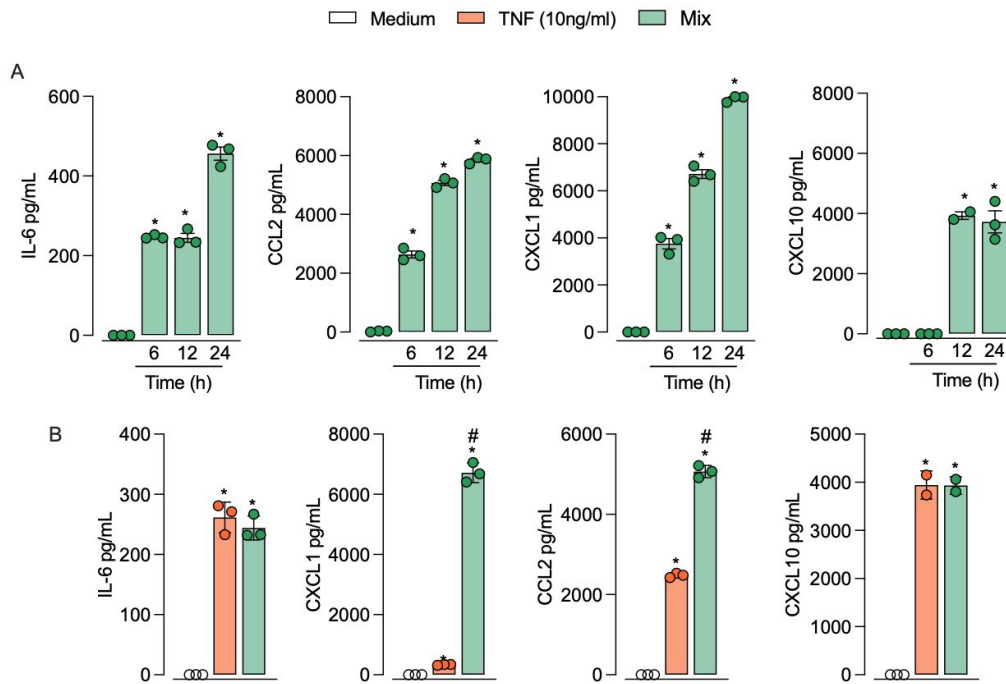 Medium TNF (10ng/ml) Mix
A
IL-6 pg/mL
600
400
200
0
* * *
6 12 24
Time (h)
CCL2 pg/mL
8000
6000
4000
2000
0
* * *
6 12 24
Time (h)
CXCL1 pg/mL
10000
8000
6000
4000
2000
0
* * *
6 12 24
Time (h)
CXCL10 pg/mL
8000
6000
4000
2000
0
* *
6 12 24
Time (h)
B
IL-6 pg/mL
400
300
200
100
0
* *
CXCL1 pg/mL
8000
6000
4000
2000
0
#
* *
CCL2 pg/mL
6000
4000
2000
0
#
* *
CXCL10 pg/mL
5000
4000
3000
2000
1000
0
* *